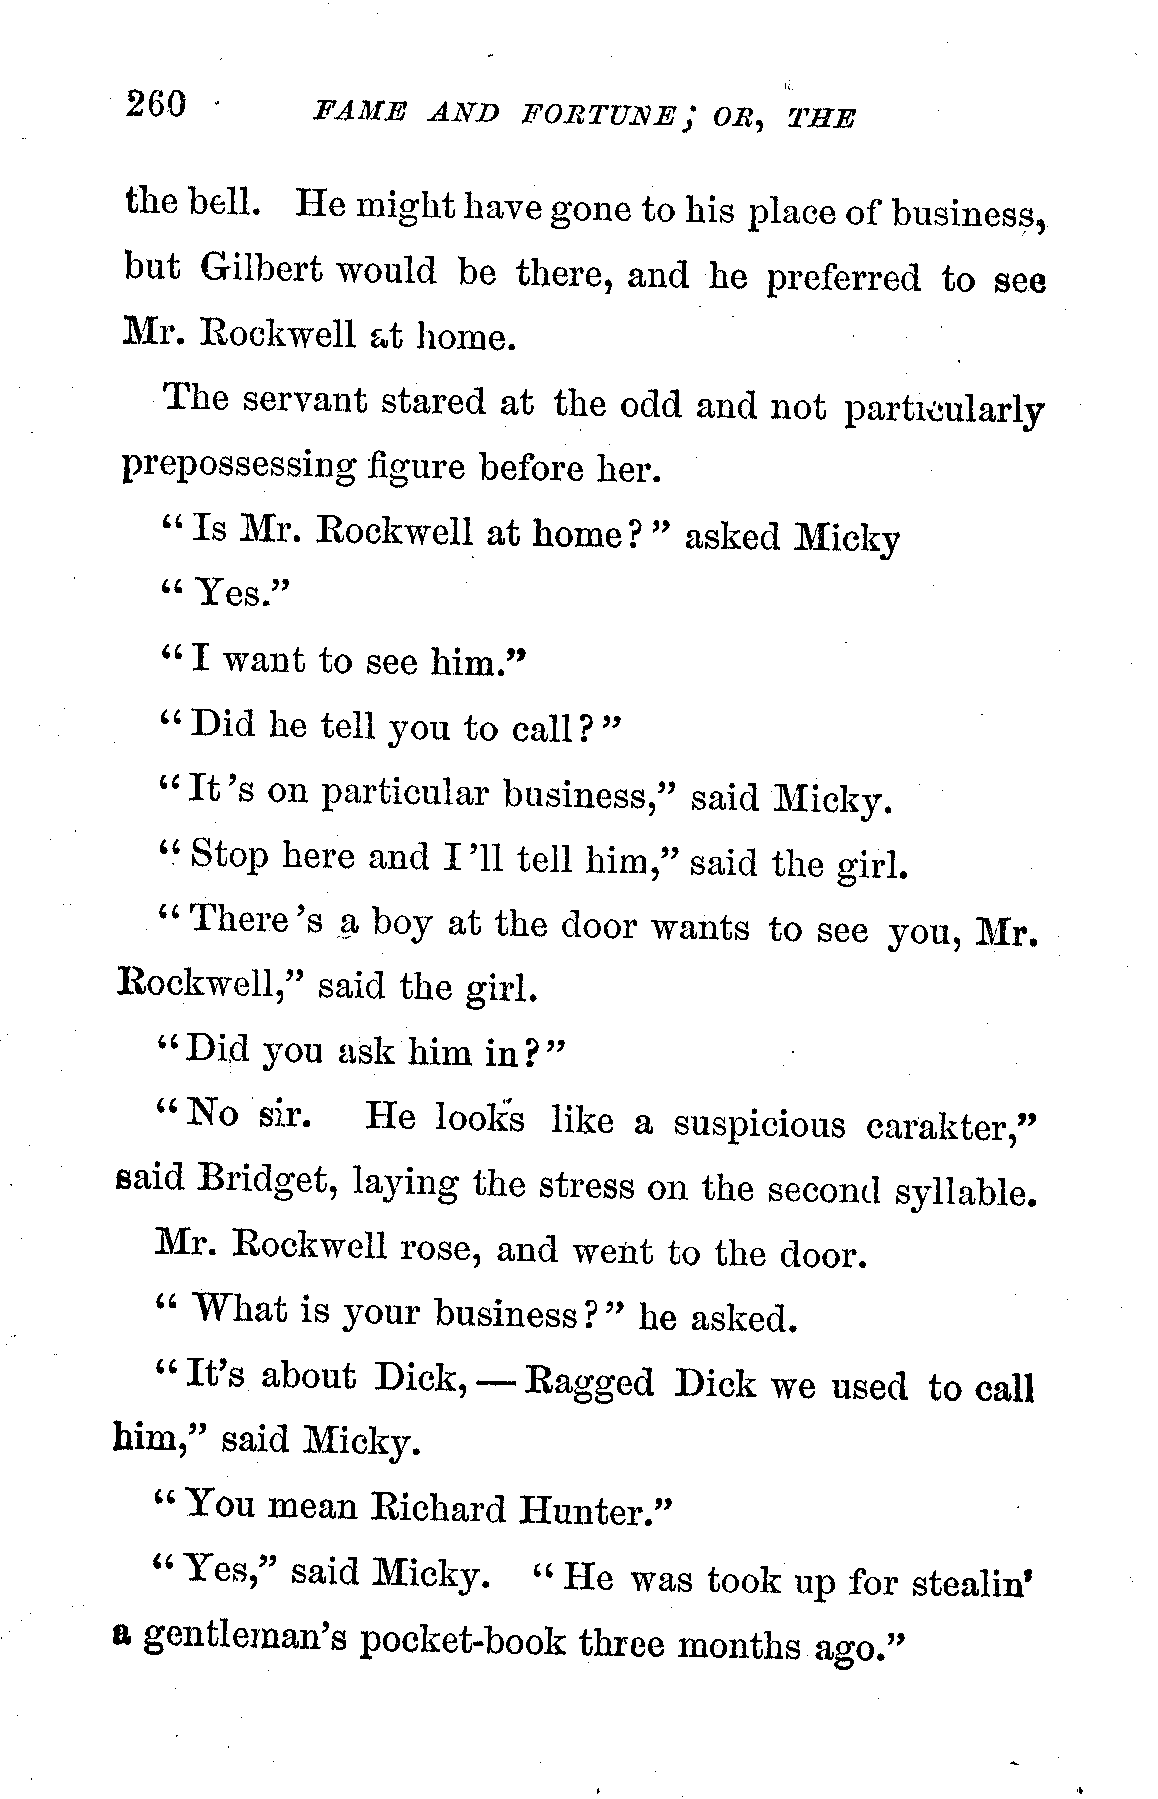 260 FAME AND FORTUNE; OR, THE
the bell. He might have gone to his place of business,
but Gilbert would be there, and he preferred to see
Mr. Rockwell at home.
The servant stared at the odd and not particularly
prepossessing figure before her.
"Is Mr. Rockwell at home?" asked Micky
"Yes."
"I want to see him."
"Did he tell you to call?"
"It's on particular business," said Micky.
"Stop here and I'll tell him," said the girl.
"There's a boy at the door wants to see you, Mr.
Rockwell," said the girl.
"Did you ask him in?"
"No sir. He looks like a suspicious carakter,"
said Bridget, laying the stress on the second syllable.
Mr. Rockwell rose, and went to the door.
"What is your business?" he asked.
"It's about Dick, — Ragged Dick we used to call
him," said Micky.
"You mean Richard Hunter."
"Yes," said Micky. "He was took up for stealin'
a gentleman's pocket-book three months ago."